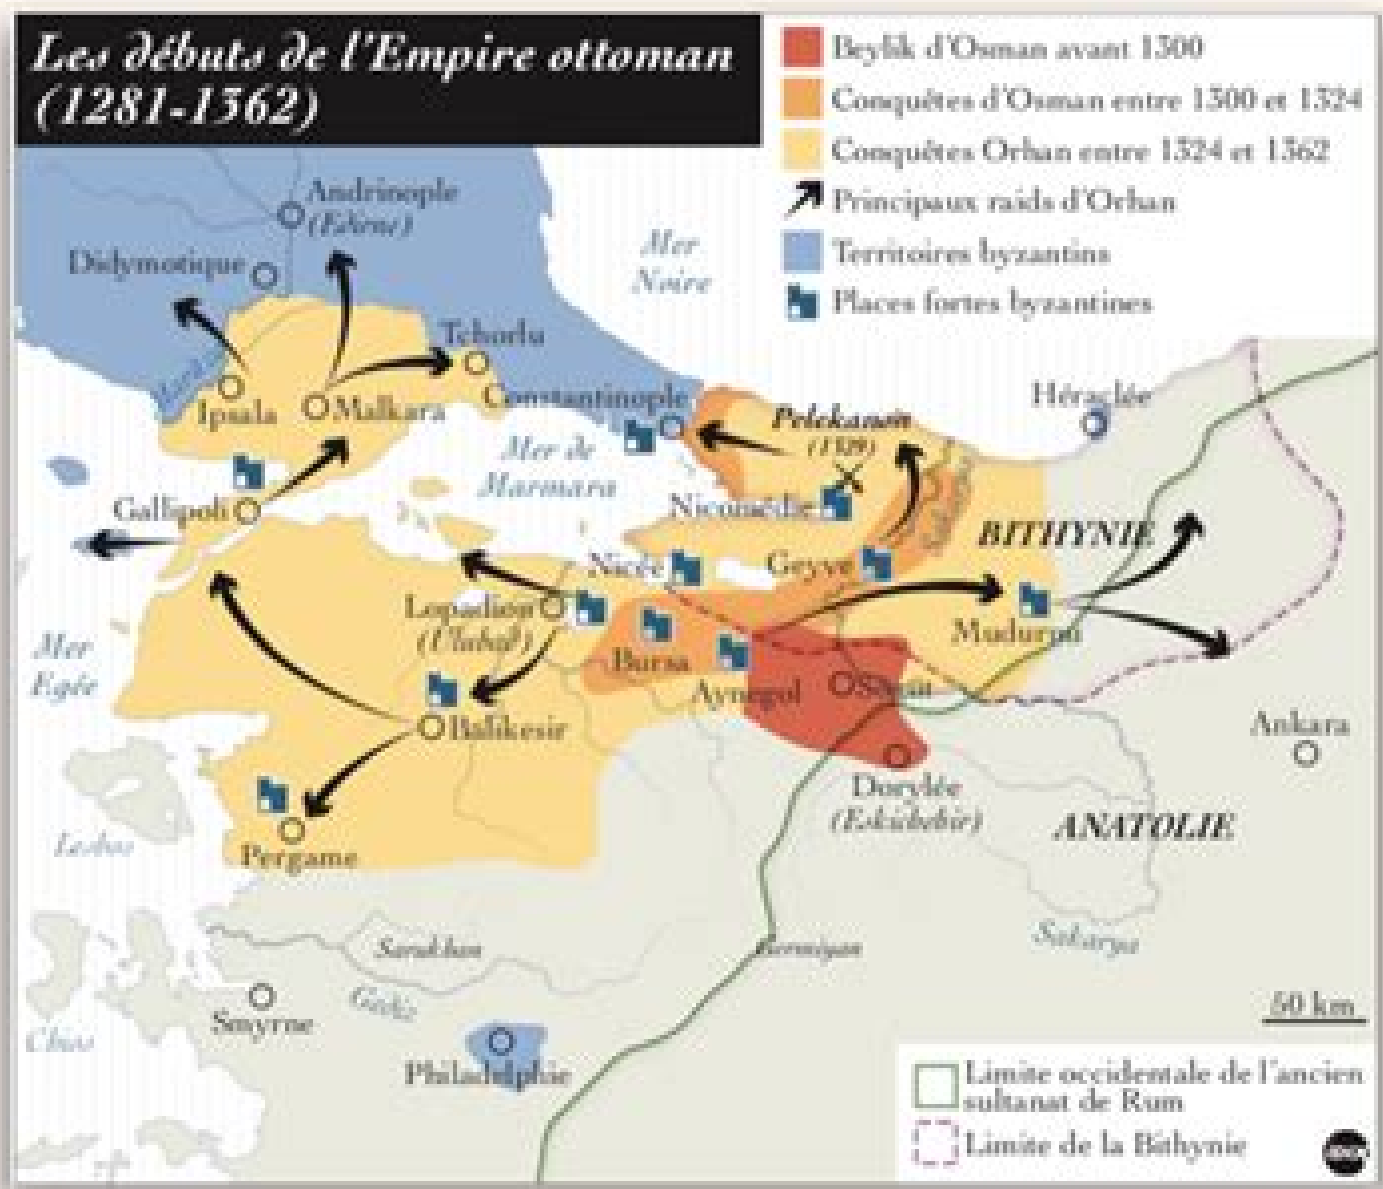 Les débuts de l'Empire ottoman
(1281-1362)
Beylik d'Osman avant 1300
Conquêtes d'Osman entre 1300 et 1324
Conquêtes Orhan entre 1324 et 1362
Principaux raids d'Orhan
Territoires byzantins
Places fortes byzantines
Andrinople
(Edirne)
Didymotique
Mer
Noire
Tchorlu
Ipsala
Malkara
Constantinople
Héraclée
Pelekanon
(1329)
Mer de
Marmara
Gallipoli
Nicomédie
BITHYNIE
Nicée
Geyve
Lopadion
(Ulubad)
Mudurnu
Mer
Egée
Bursa
Aynegol
Söğüt
Balikesir
Ankara
Dorylée
(Eskichehir)
ANATOLIE
Lesbos
Pergame
Sarukhan
Germiyan
Sakarya
Gediz
Smyrne
50 km
Chios
Philadelphie
Limite occidentale de l'ancien
sultanat de Rum
Limite de la Bithynie